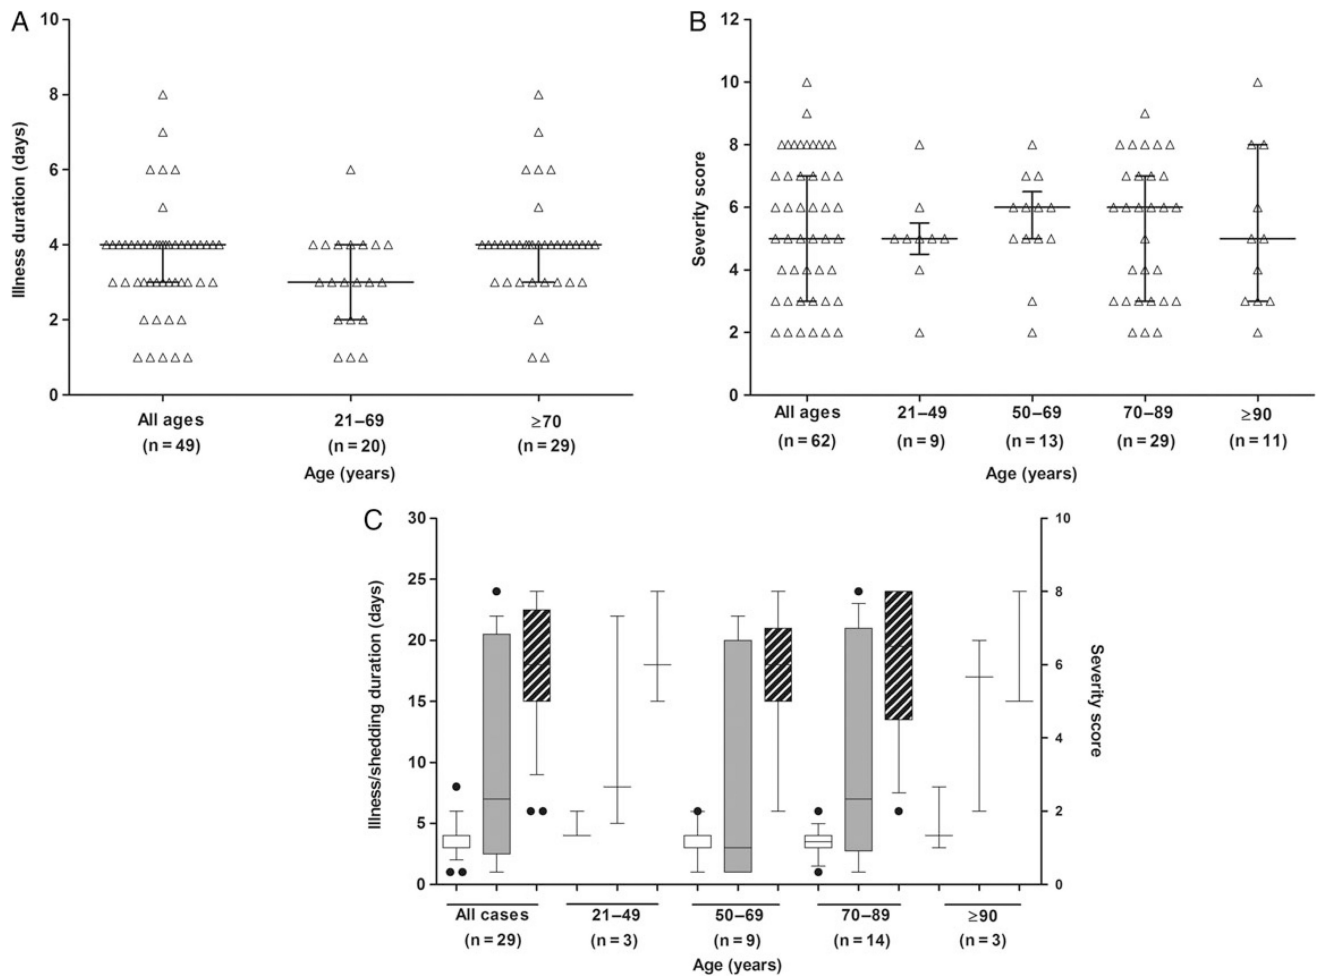 A
Illness duration (days)
10
8
6
4
2
0
All ages
21–69
≥70
(n = 49)
(n = 20)
(n = 29)
Age (years)
B
Severity score
12
10
8
6
4
2
0
All ages
21–49
50–69
70–89
≥90
(n = 62)
(n = 9)
(n = 13)
(n = 29)
(n = 11)
Age (years)
C
Illness/shedding duration (days)
30
25
20
15
10
5
0
10
8
6
4
2
0
Severity score
All cases
21–49
50–69
70–89
≥90
(n = 29)
(n = 3)
(n = 9)
(n = 14)
(n = 3)
Age (years)